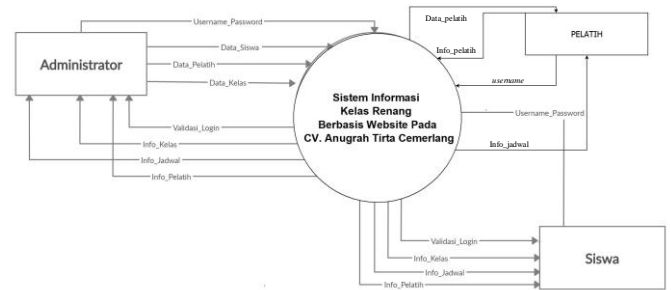 Username_Password
Data_pelatih
PELATIH
Administrator
Data_Siswa
Info_pelatih
Data_Pelatih
Data_Kelas
username
Sistem Informasi
Kelas Renang
Berbasis Website Pada
CV. Anugrah Tirta Cemerlang
Username_Password
Validasi_Login
Info_Kelas
Info_jadwal
Info_Jadwal
Info_Pelatih
Validasi_Login
Info_Kelas
Siswa
Info_Jadwal
Info_Pelatih